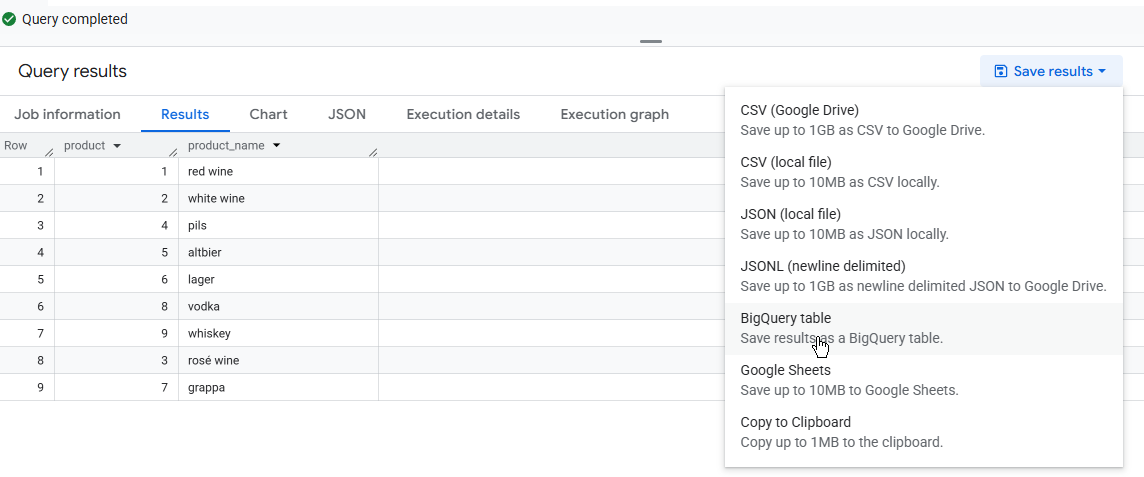 Query completed
Query results
Save results
Job information Results Chart JSON Execution details Execution graph
Row product product_name
1 1 red wine
2 2 white wine
3 4 pils
4 5 altbier
5 6 lager
6 8 vodka
7 9 whiskey
8 3 rosé wine
9 7 grappa
CSV (Google Drive)
Save up to 1GB as CSV to Google Drive.
CSV (local file)
Save up to 10MB as CSV locally.
JSON (local file)
Save up to 10MB as JSON locally.
JSONL (newline delimited)
Save up to 1GB as newline delimited JSON to Google Drive.
BigQuery table
Save results as a BigQuery table.
Google Sheets
Save up to 10MB to Google Sheets.
Copy to Clipboard
Copy up to 1MB to the clipboard.